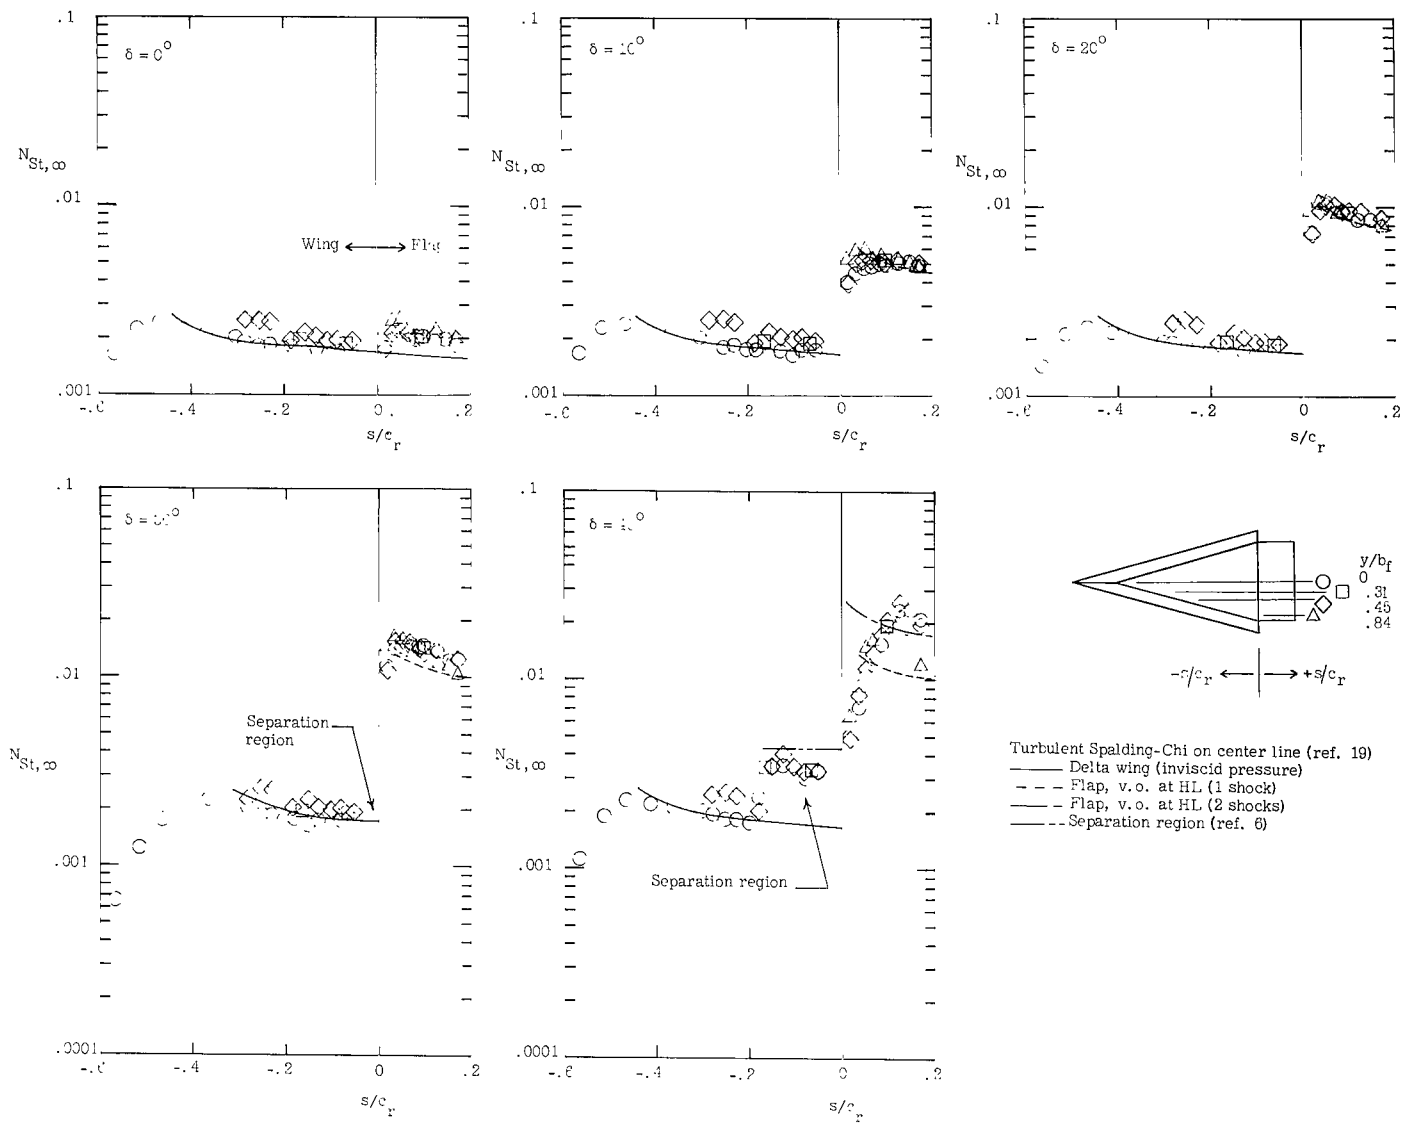 δ = 0°
.1
.01
.001
N_St,∞
Wing
-.4
-.2
0
.2
s/c_r
δ = 10°
.1
.01
.001
N_St,∞
-.4
-.2
0
.2
s/c_r
δ = 20°
.1
.01
.001
N_St,∞
-.4
-.2
0
.2
s/c_r
.1
.01
.001
.0001
N_St,∞
Separation
region
-.4
-.2
0
.2
s/c_r
.1
.01
.001
.0001
N_St,∞
Separation region
-.4
-.2
0
.2
s/c_r
y/b_f
0
.31
.45
.84
-s/c_r
+s/c_r
Turbulent Spalding-Chi on center line (ref. 19)
Delta wing (inviscid pressure)
Flap, v.o. at HL (1 shock)
Flap, v.o. at HL (2 shocks)
Separation region (ref. 6)